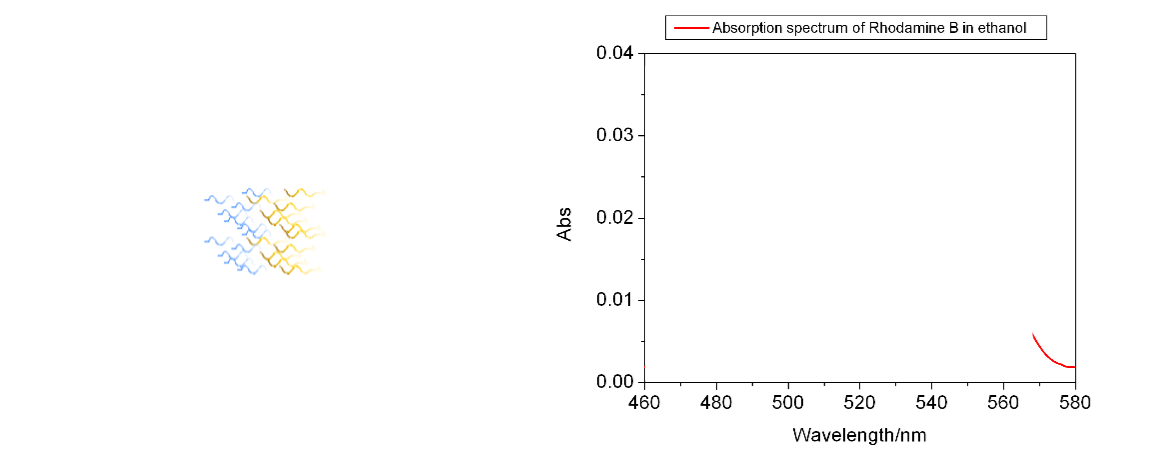 Absorption spectrum of Rhodamine B in ethanol
0.04
0.03
0.02
0.01
0.00
Abs
460 480 500 520 540 560 580
Wavelength/nm